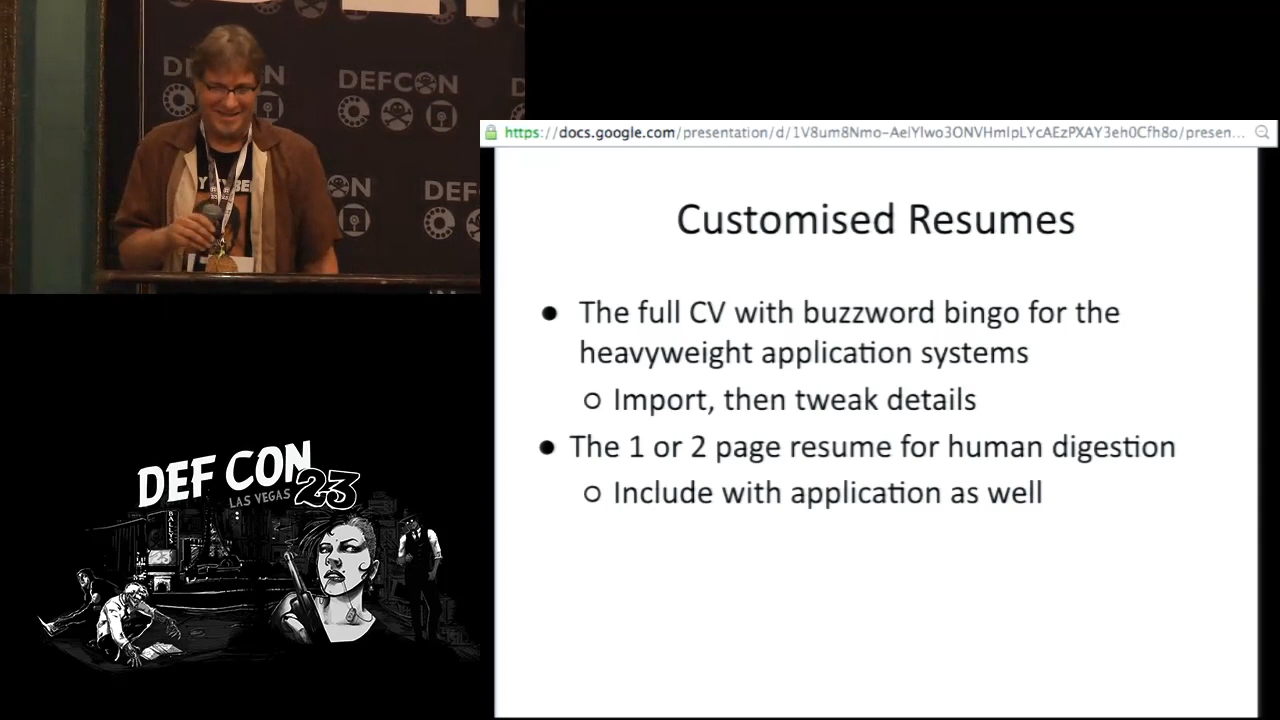 DEFCON
DEFCON
https://docs.google.com/presentation/d/1V8um8Nmo-AeiYlwo3ONVHmlpLYcAEzPXAY3eh0Cfh8o/presen...
Customised Resumes
● The full CV with buzzword bingo for the
heavyweight application systems
○ Import, then tweak details
● The 1 or 2 page resume for human digestion
○ Include with application as well
DEF CON
LAS VEGAS 23
BALLYS